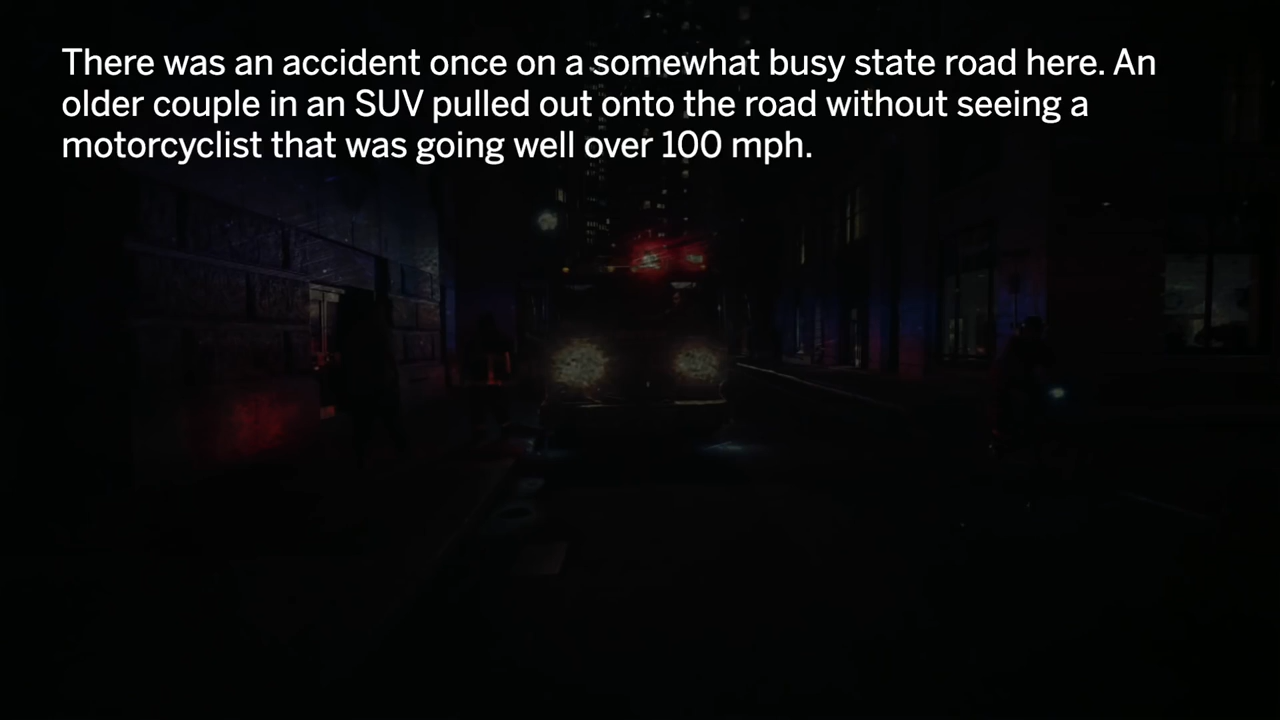 There was an accident once on a somewhat busy state road here. An
older couple in an SUV pulled out onto the road without seeing a
motorcyclist that was going well over 100 mph.